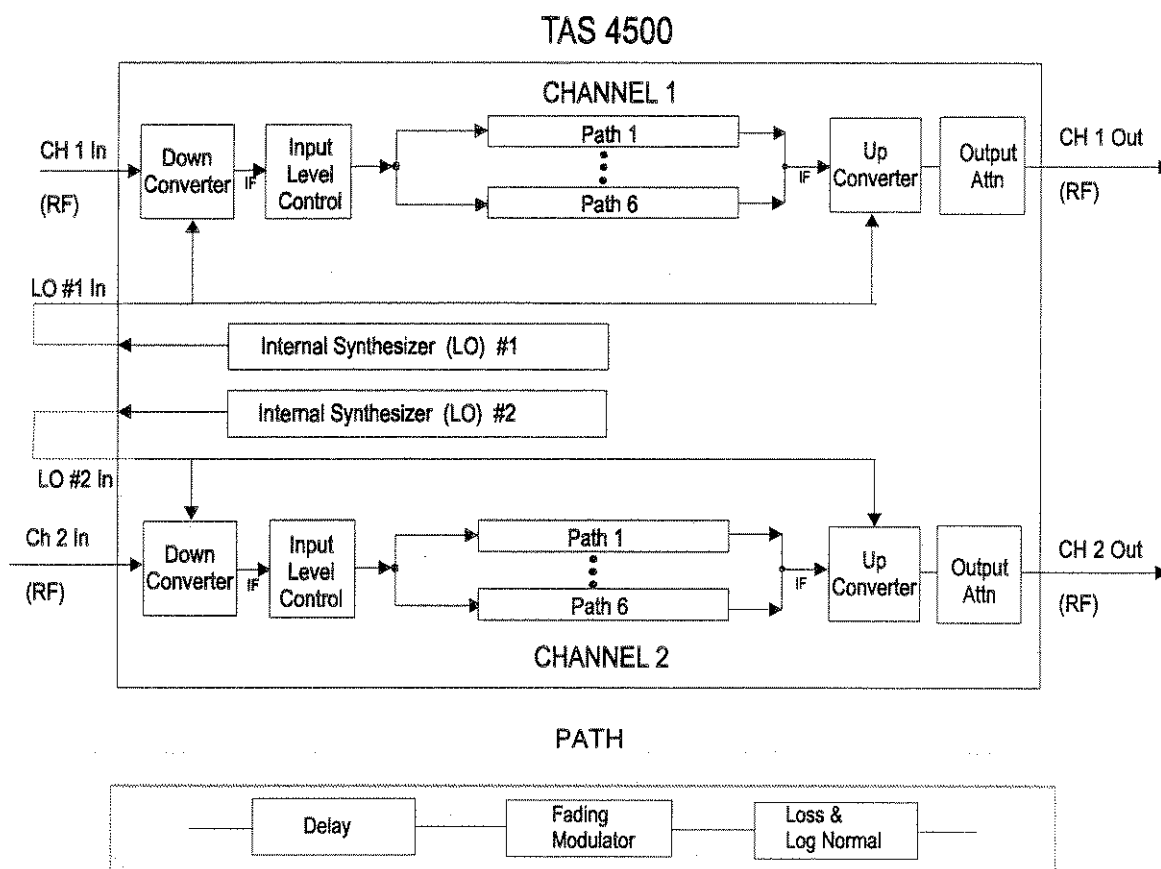 TAS 4500
CHANNEL 1
CH 1 In
(RF)
Down
Converter
IF
Input
Level
Control
Path 1
Path 6
IF
Up
Converter
Output
Attn
CH 1 Out
(RF)
LO #1 In
Internal Synthesizer (LO) #1
Internal Synthesizer (LO) #2
LO #2 In
Ch 2 In
(RF)
Down
Converter
IF
Input
Level
Control
Path 1
Path 6
IF
Up
Converter
Output
Attn
CH 2 Out
(RF)
CHANNEL 2
PATH
Delay
Fading
Modulator
Loss &
Log Normal